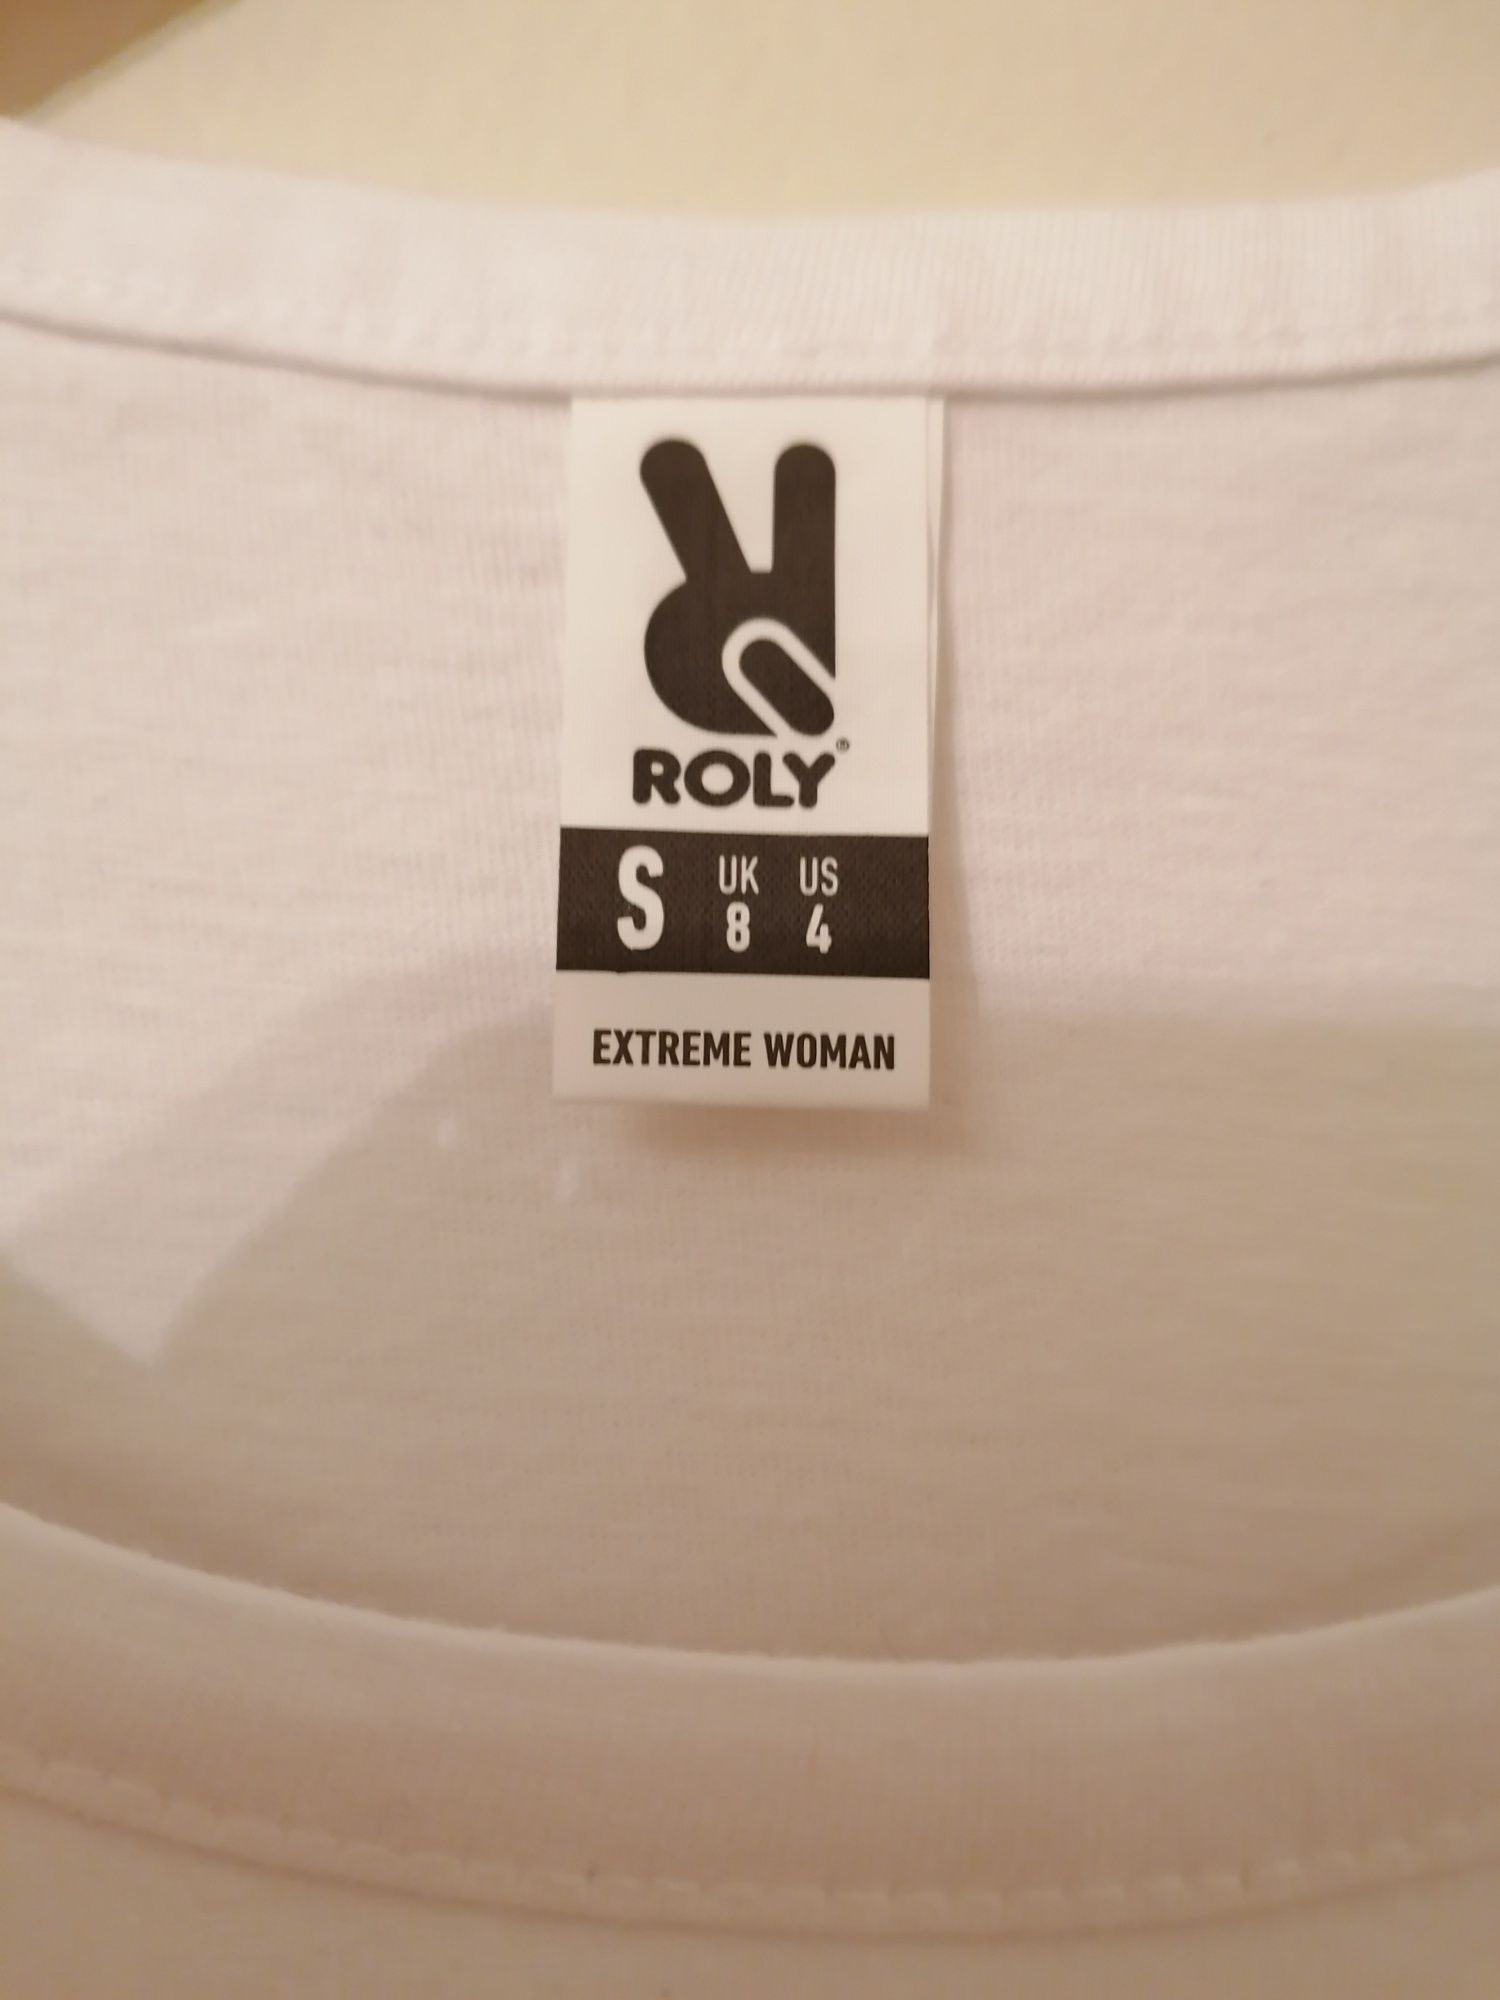 ROLY®
S UK US
8 4
EXTREME WOMAN